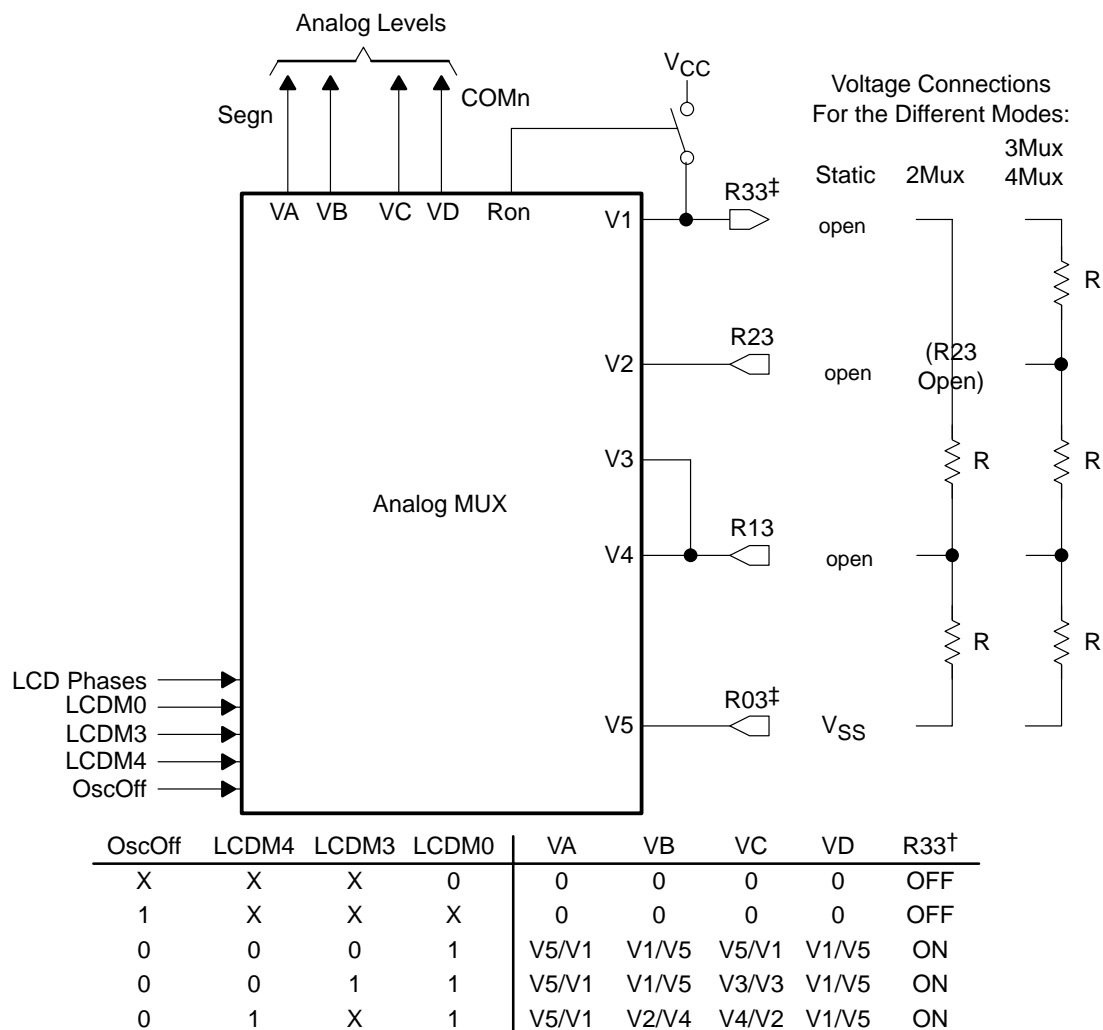 Analog Levels
VCC
Voltage Connections
For the Different Modes:
Segn
COMn
3Mux
Static 2Mux 4Mux
R33‡
VA VB VC VD Ron
V1
open
R
R23
V2
open
(R23
Open)
V3
R R
Analog MUX
R13
V4
open
R R
LCD Phases
LCDM0
R03‡
V5
VSS
LCDM3
LCDM4
OscOff
OscOff LCDM4 LCDM3 LCDM0 VA VB VC VD R33†
X X X 0 0 0 0 0 OFF
1 X X X 0 0 0 0 OFF
0 0 0 1 V5/V1 V1/V5 V5/V1 V1/V5 ON
0 0 1 1 V5/V1 V1/V5 V3/V3 V1/V5 ON
0 1 X 1 V5/V1 V2/V4 V4/V2 V1/V5 ON